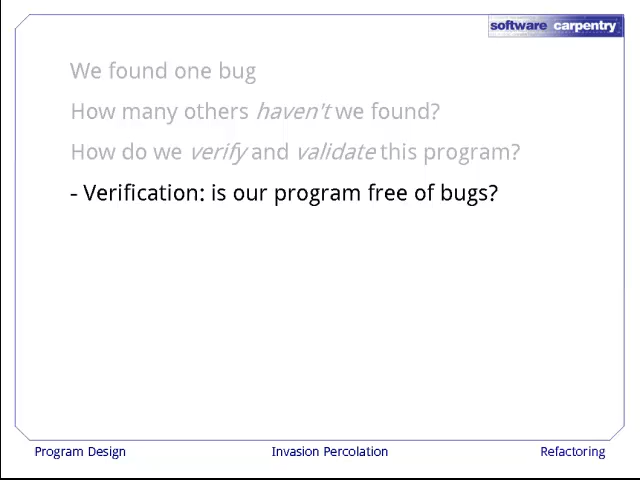 software carpentry
We found one bug
How many others haven't we found?
How do we verify and validate this program?
- Verification: is our program free of bugs?
Program Design
Invasion Percolation
Refactoring